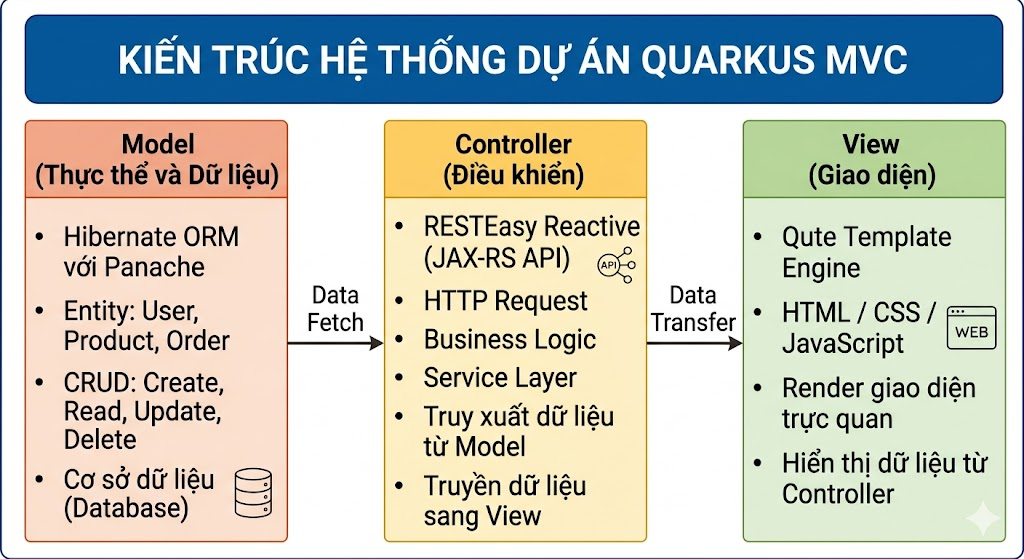 KIẾN TRÚC HỆ THỐNG DỰ ÁN QUARKUS MVC
Model
(Thực thể và Dữ liệu)
• Hibernate ORM
với Panache
• Entity: User,
Product, Order
• CRUD: Create,
Read, Update,
Delete
• Cơ sở dữ liệu
(Database)
Data
Fetch
Controller
(Điều khiển)
• RESTEasy Reactive
(JAX-RS API)
API
• HTTP Request
• Business Logic
• Service Layer
• Truy xuất dữ liệu
từ Model
• Truyền dữ liệu
sang View
Data
Transfer
View
(Giao diện)
• Qute Template
Engine
• HTML / CSS /
JavaScript
WEB
• Render giao diện
trực quan
• Hiển thị dữ liệu từ
Controller